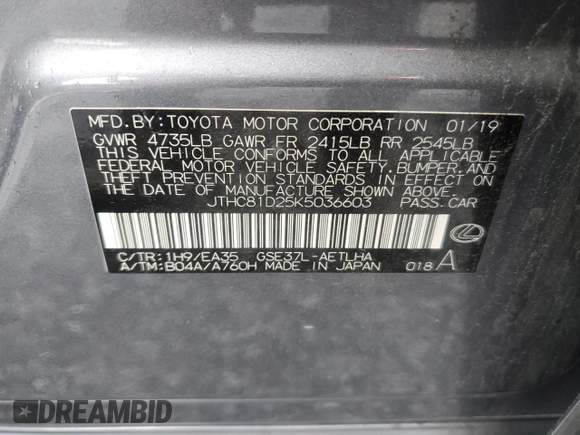 MFD.BY:TOYOTA MOTOR CORPORATION 01/19
GVWR 4735LB GAWR FR 2415LB RR 2545LB
THIS VEHICLE CONFORMS TO ALL APPLICABLE
FEDERAL MOTOR VEHICLE SAFETY,BUMPER,AND
THEFT PREVENTION STANDARDS IN EFFECT ON
THE DATE OF MANUFACTURE SHOWN ABOVE.
JTHC81D25K5036603 PASS.CAR
C/TR:1H9/EA35 GSE37L-AETLHA
A/TM:B04A/A760H MADE IN JAPAN 018 A
DREAMBID